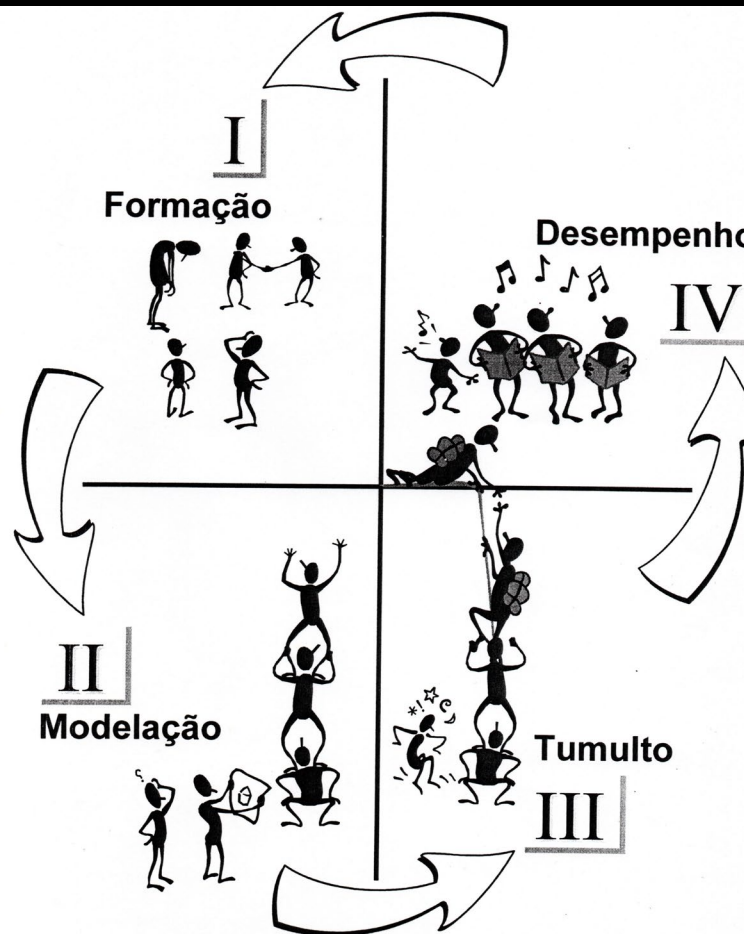 I
Formação
Desempenho
IV
II
Modelação
Tumulto
III